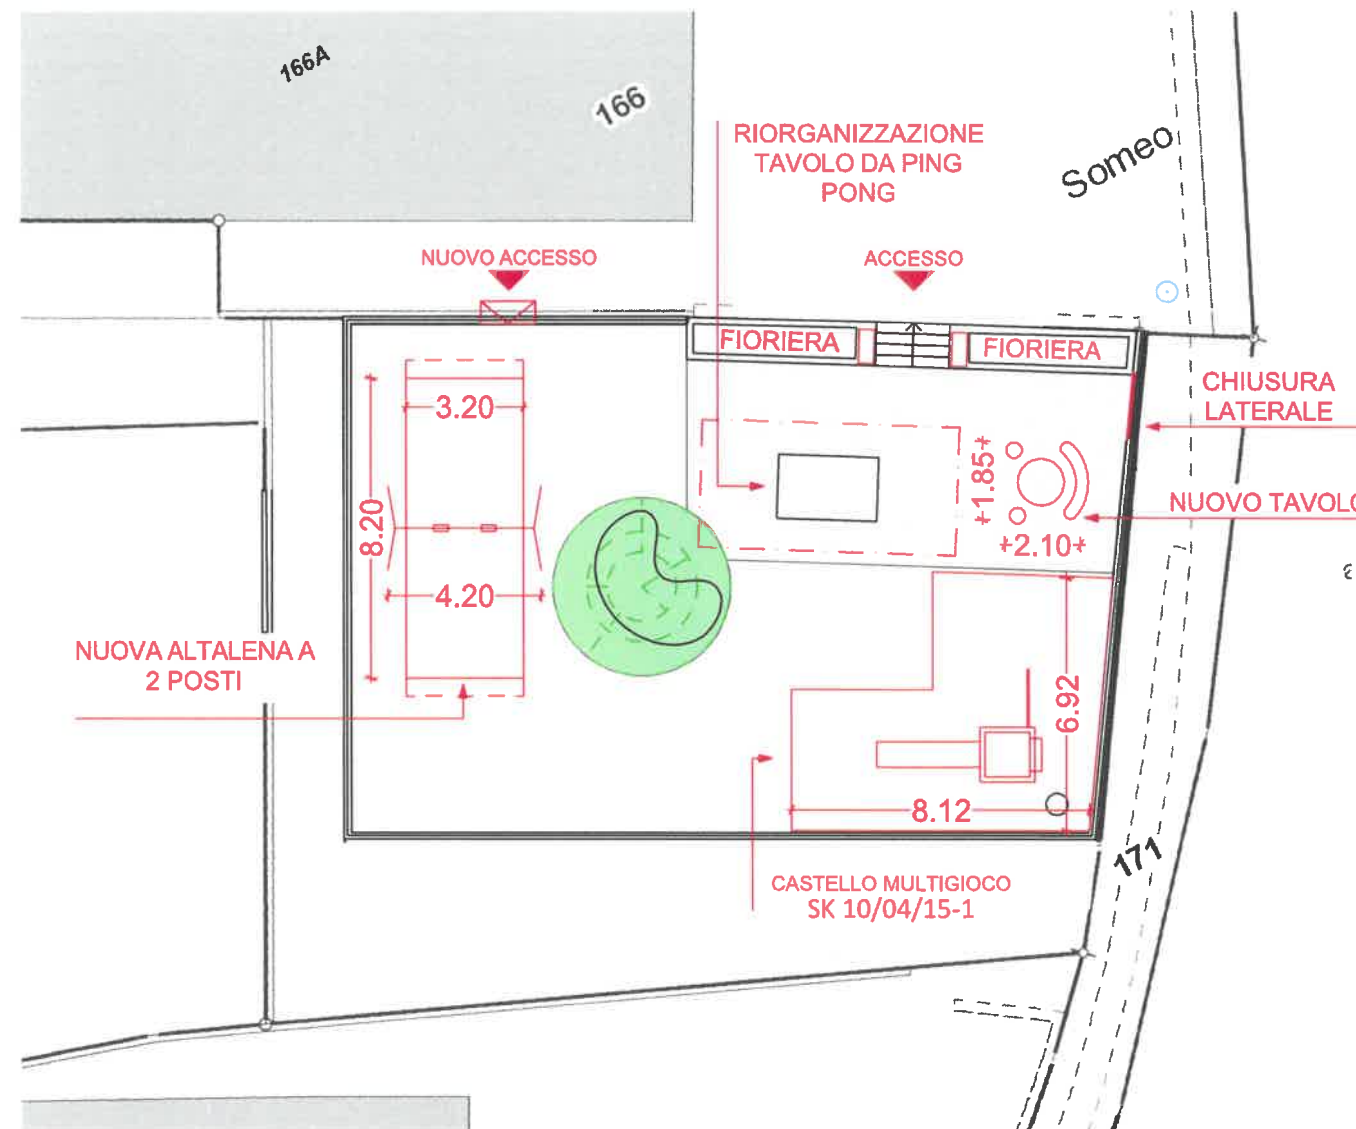 166A
166
RIORGANIZZAZIONE
TAVOLO DA PING
PONG
Someo
NUOVO ACCESSO
ACCESSO
FIORIERA
FIORIERA
CHIUSURA
LATERALE
3.20
1.85
8.20
NUOVO TAVOLO
2.10
4.20
NUOVA ALTALENA A
2 POSTI
6.92
8.12
171
CASTELLO MULTIGIOCO
SK 10/04/15-1